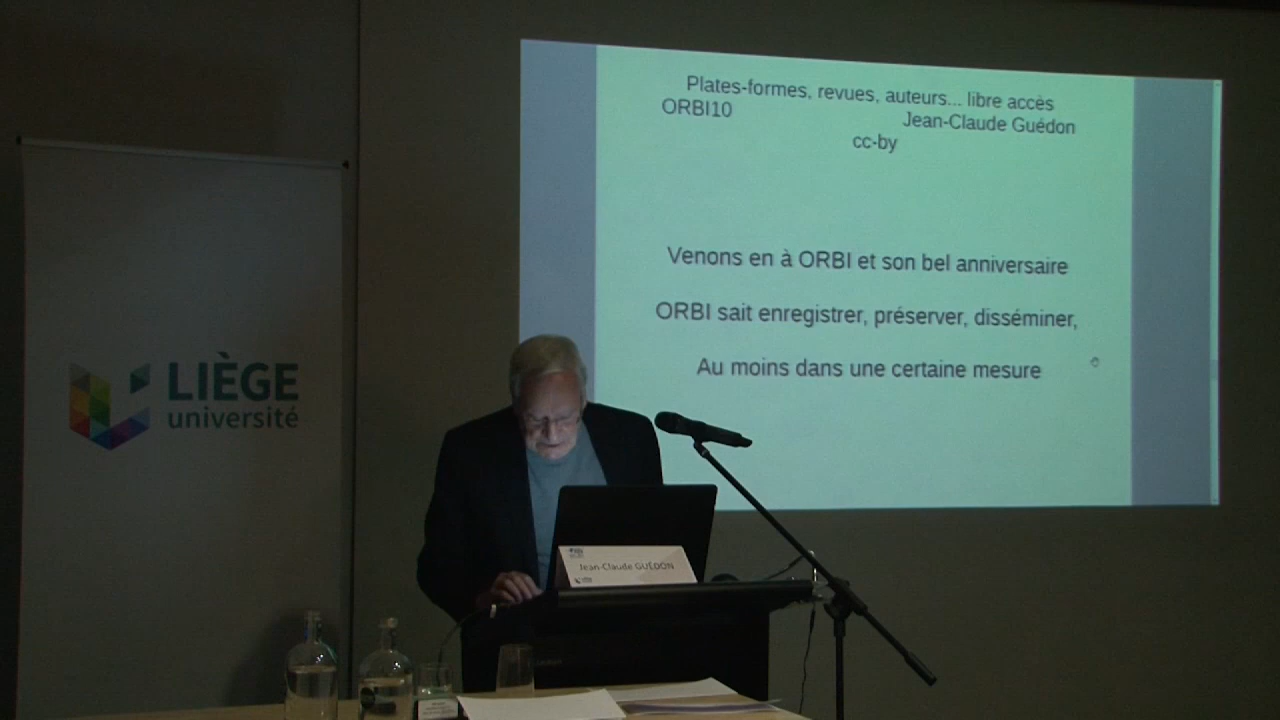 Plates-formes, revues, auteurs... libre accès
ORBI10 Jean-Claude Guédon
cc-by
Venons en à ORBI et son bel anniversaire
ORBI sait enregistrer, préserver, disséminer,
Au moins dans une certaine mesure
LIÈGE
université
Jean-Claude GUÉDON